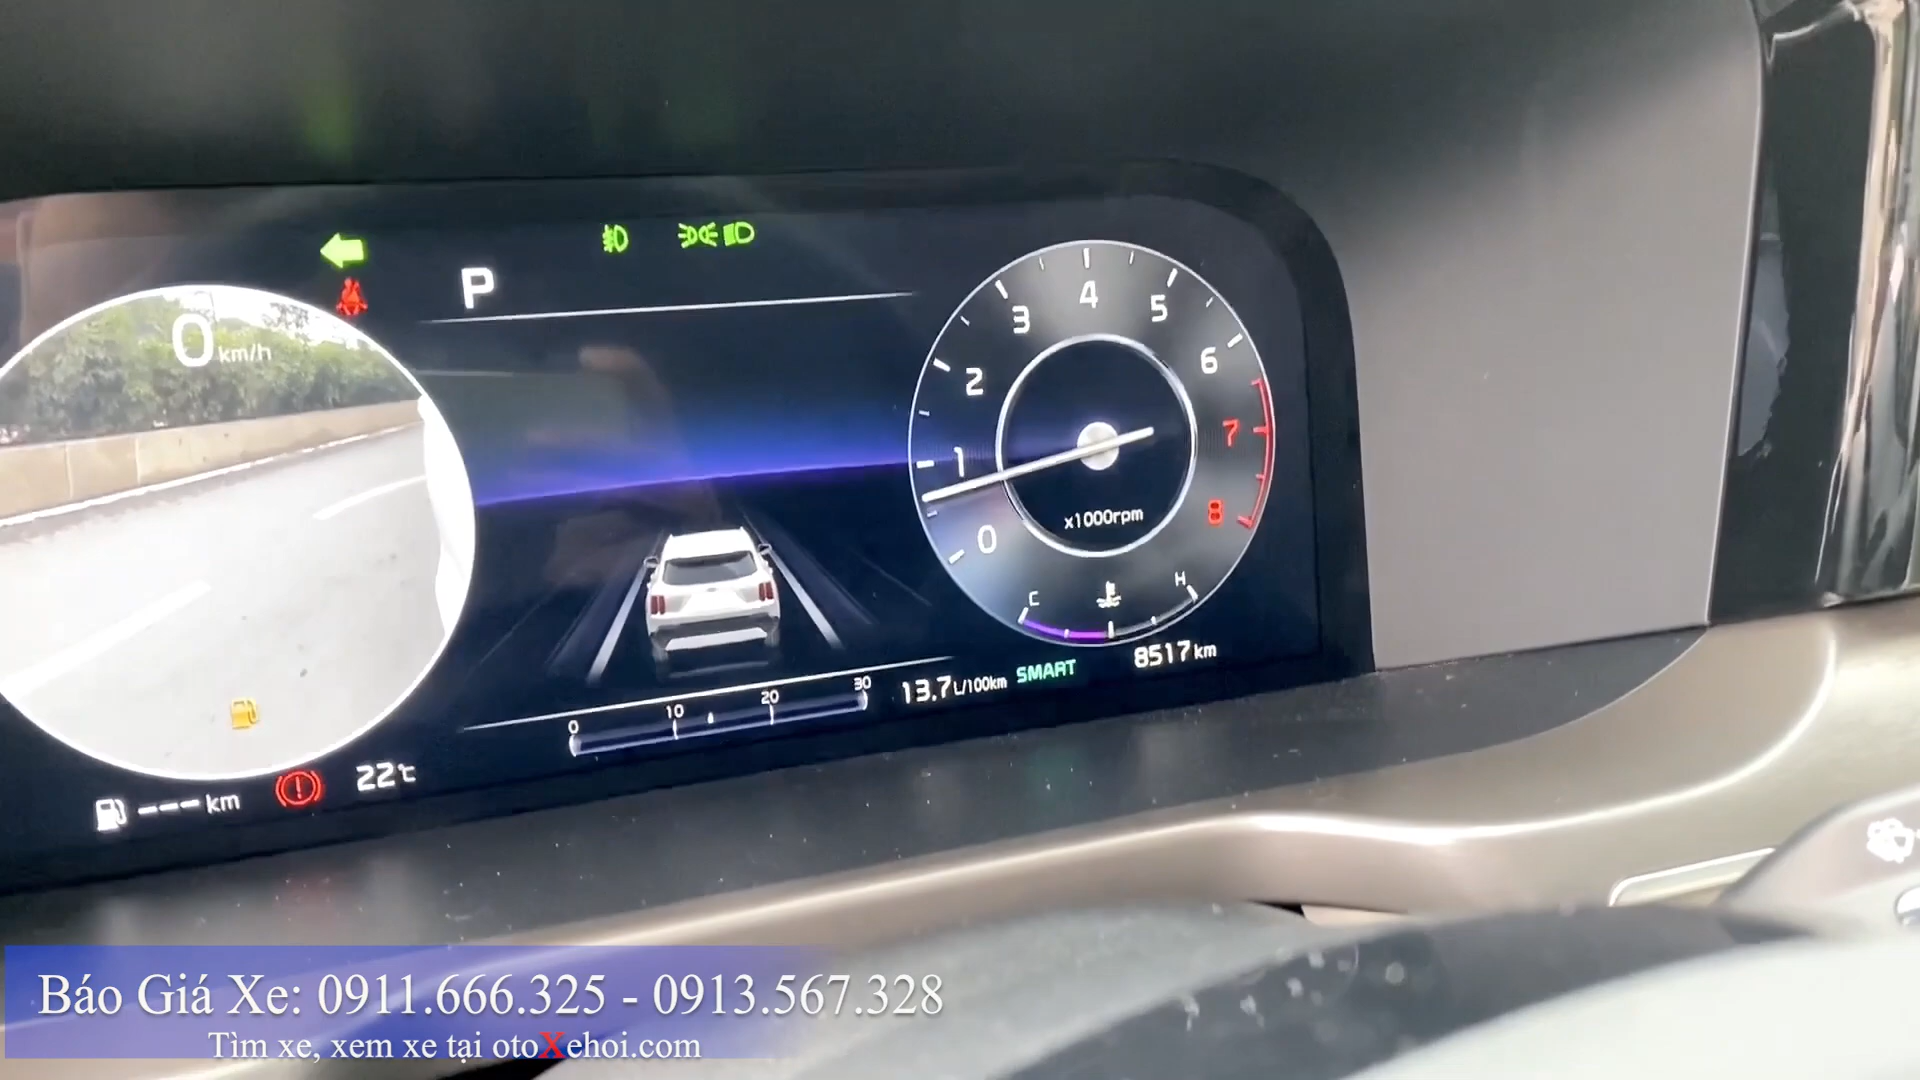 P
0 km/h
0 1 2 3 4 5 6 7 8
x1000rpm
C H
0 10 20 30
13.7 L/100km SMART 8517 km
--- km 22℃
Báo Giá Xe: 0911.666.325 - 0913.567.328
Tìm xe, xem xe tại otoXehoi.com